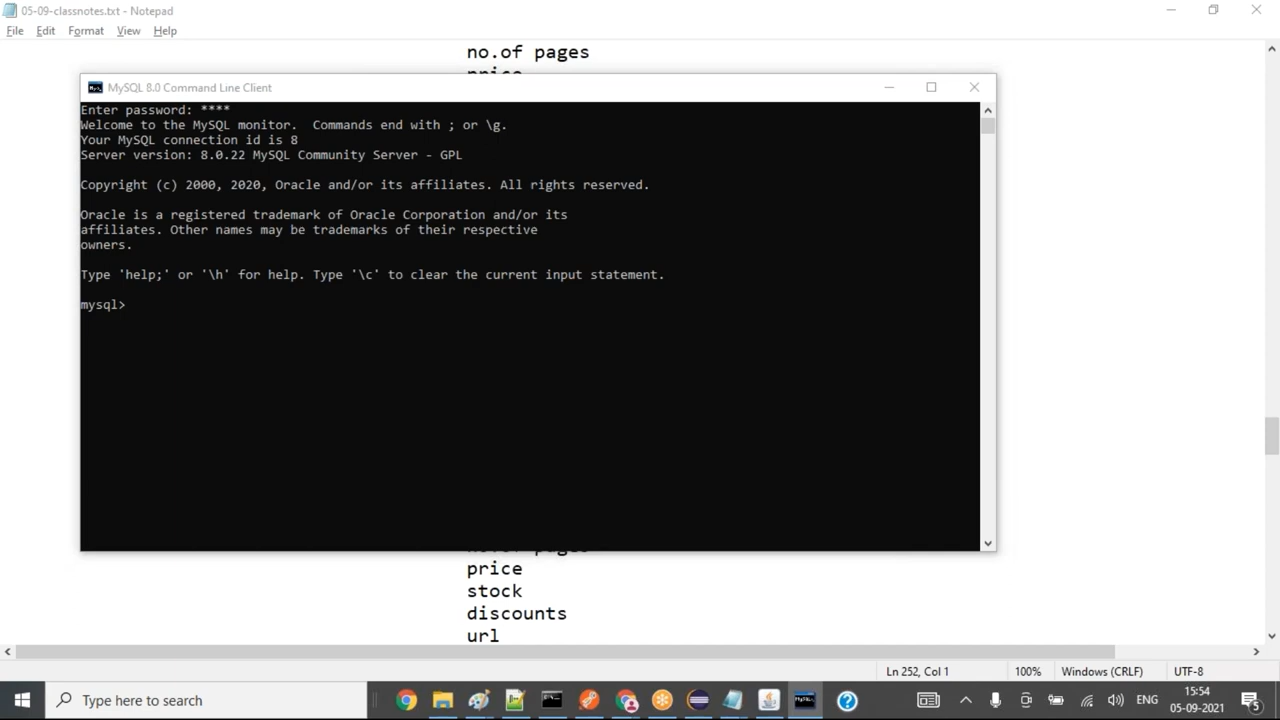 05-09-classnotes.txt - Notepad
File Edit Format View Help
no.of pages
price
MySQL 8.0 Command Line Client
Enter password: ****
Welcome to the MySQL monitor.  Commands end with ; or \g.
Your MySQL connection id is 8
Server version: 8.0.22 MySQL Community Server - GPL
Copyright (c) 2000, 2020, Oracle and/or its affiliates. All rights reserved.
Oracle is a registered trademark of Oracle Corporation and/or its
affiliates. Other names may be trademarks of their respective
owners.
Type 'help;' or '\h' for help. Type '\c' to clear the current input statement.
mysql>
no.of pages
price
stock
discounts
url
Ln 252, Col 1 100% Windows (CRLF) UTF-8
Type here to search
ENG
15:54
05-09-2021
5